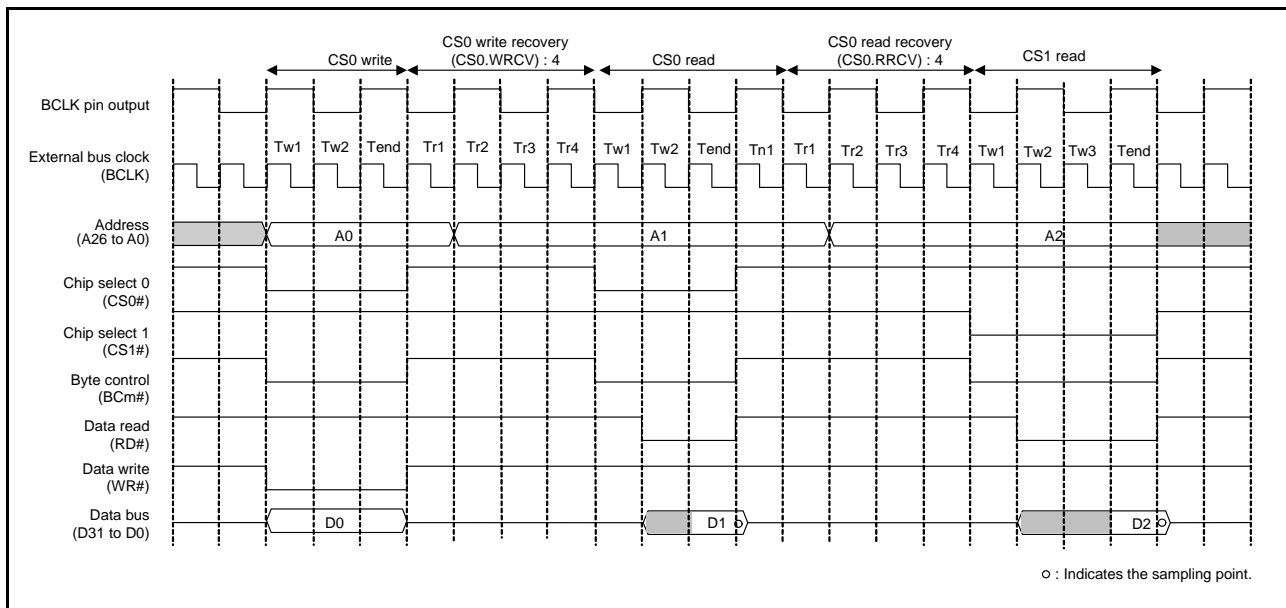 CS0 write
CS0 write recovery
(CS0.WRCV) : 4
CS0 read
CS0 read recovery
(CS0.RRCV) : 4
CS1 read
BCLK pin output
External bus clock
(BCLK)
Tw1 Tw2 Tend Tr1 Tr2 Tr3 Tr4 Tw1 Tw2 Tend Tn1 Tr1 Tr2 Tr3 Tr4 Tw1 Tw2 Tw3 Tend
Address
(A26 to A0)
A0 A1 A2
Chip select 0
(CS0#)
Chip select 1
(CS1#)
Byte control
(BCm#)
Data read
(RD#)
Data write
(WR#)
Data bus
(D31 to D0)
D0 D1 D2
: Indicates the sampling point.